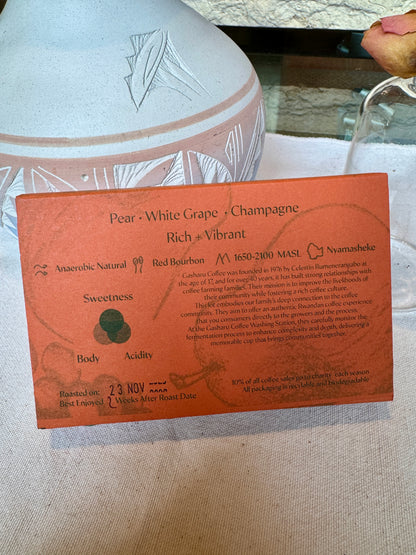 Pear · White Grape · Champagne
Rich + Vibrant
Anaerobic Natural Red Bourbon 1650-2100 MASL Nyamasheke
Gasharu Coffee was founded in 1976 by Celestin Rumenerangabo at
the age of 17, and for over 40 years, it has built strong relationships with
coffee farming families. Their mission is to improve the livelihoods of
their community while fostering a rich coffee culture.
coffee embodies our family's deep connection to the coffee
community. They aim to offer an authentic Rwandan coffee experience
that you consumers directly to the growers and the process.
At the Gasharu Coffee Washing Station, they carefully monitor the
fermentation process to enhance complexity and depth, delivering a
memorable cup that brings communities together.
Sweetness
Body Acidity
Roasted on: 23 NOV
Best Enjoyed 2 Weeks After Roast Date
10% of all coffee sales go to charity each season
All packaging is recyclable and biodegradable